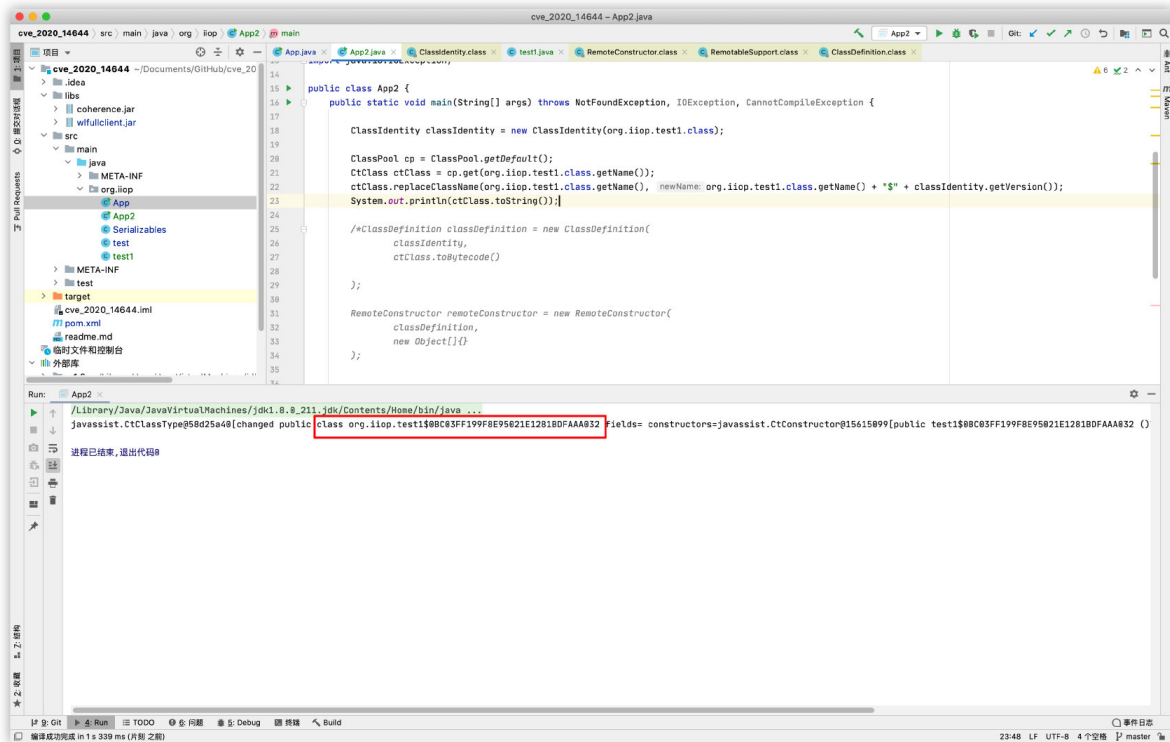 cve_2020_14644 – App2.java
cve_2020_14644 〉 src 〉 main 〉 java 〉 org 〉 iiop 〉 App2 〉 main
App2
Git:
项目
App.java
App2.java
ClassIdentity.class
test1.java
RemoteConstructor.class
RemotableSupport.class
ClassDefinition.class
cve_2020_14644 ~/Documents/GitHub/cve_20
.idea
libs
coherence.jar
wlfullclient.jar
src
main
java
META-INF
org.iiop
App
App2
Serializables
test
test1
META-INF
test
target
cve_2020_14644.iml
pom.xml
readme.md
临时文件和控制台
外部库
6 2
14
15 public class App2 {
16 public static void main(String[] args) throws NotFoundException, IOException, CannotCompileException {
17
18 ClassIdentity classIdentity = new ClassIdentity(org.iiop.test1.class);
19
20 ClassPool cp = ClassPool.getDefault();
21 CtClass ctClass = cp.get(org.iiop.test1.class.getName());
22 ctClass.replaceClassName(org.iiop.test1.class.getName(), newName: org.iiop.test1.class.getName() + "$" + classIdentity.getVersion());
23 System.out.println(ctClass.toString());
24
25 /*ClassDefinition classDefinition = new ClassDefinition(
26 classIdentity,
27 ctClass.toBytecode()
28
29 );
30
31 RemoteConstructor remoteConstructor = new RemoteConstructor(
32 classDefinition,
33 new Object[]{}
34 );
35
Ant
Maven
Pull Requests
Run: App2
/Library/Java/JavaVirtualMachines/jdk1.8.0_211.jdk/Contents/Home/bin/java ...
javassist.CtClassType@58d25a40[changed public class org.iiop.test1$0BC03FF199F8E95021E1281BDFAAA032 fields= constructors=javassist.CtConstructor@15615099[public test1$0BC03FF199F8E95021E1281BDFAAA032 ()
进程已结束,退出代码0
Z: 结构
2: 收藏
9: Git
4: Run
TODO
6: 问题
5: Debug
终端
Build
事件日志
编译成功完成 in 1 s 339 ms (片刻 之前)
23:48 LF UTF-8 4 个空格 master